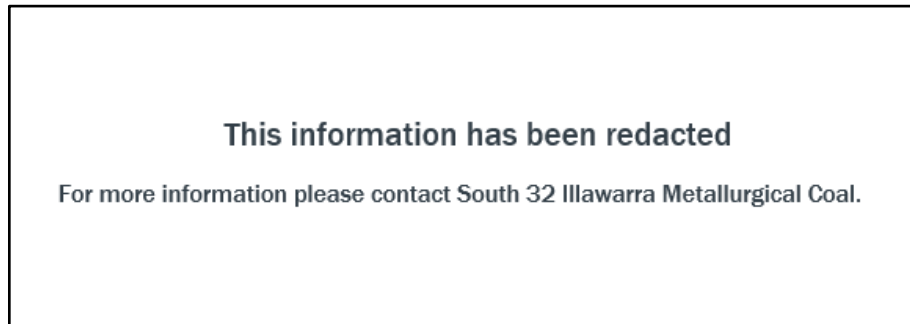 This information has been redacted
For more information please contact South 32 Illawarra Metallurgical Coal.